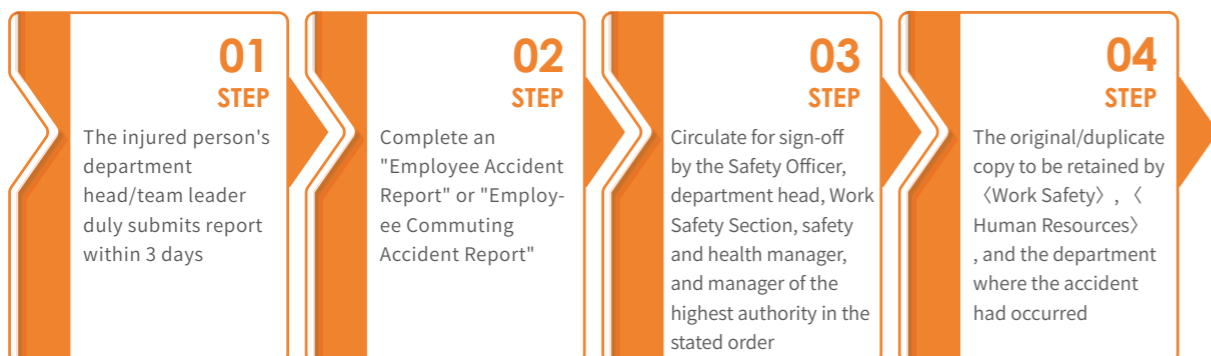 01
STEP
The injured person's
department
head/team leader
duly submits report
within 3 days
02
STEP
Complete an
"Employee Accident
Report" or "Employ-
ee Commuting
Accident Report"
03
STEP
Circulate for sign-off
by the Safety Officer,
department head, Work
Safety Section, safety
and health manager,
and manager of the
highest authority in the
stated order
04
STEP
The original/duplicate
copy to be retained by
〈Work Safety〉, 〈
Human Resources〉
, and the department
where the accident
had occurred